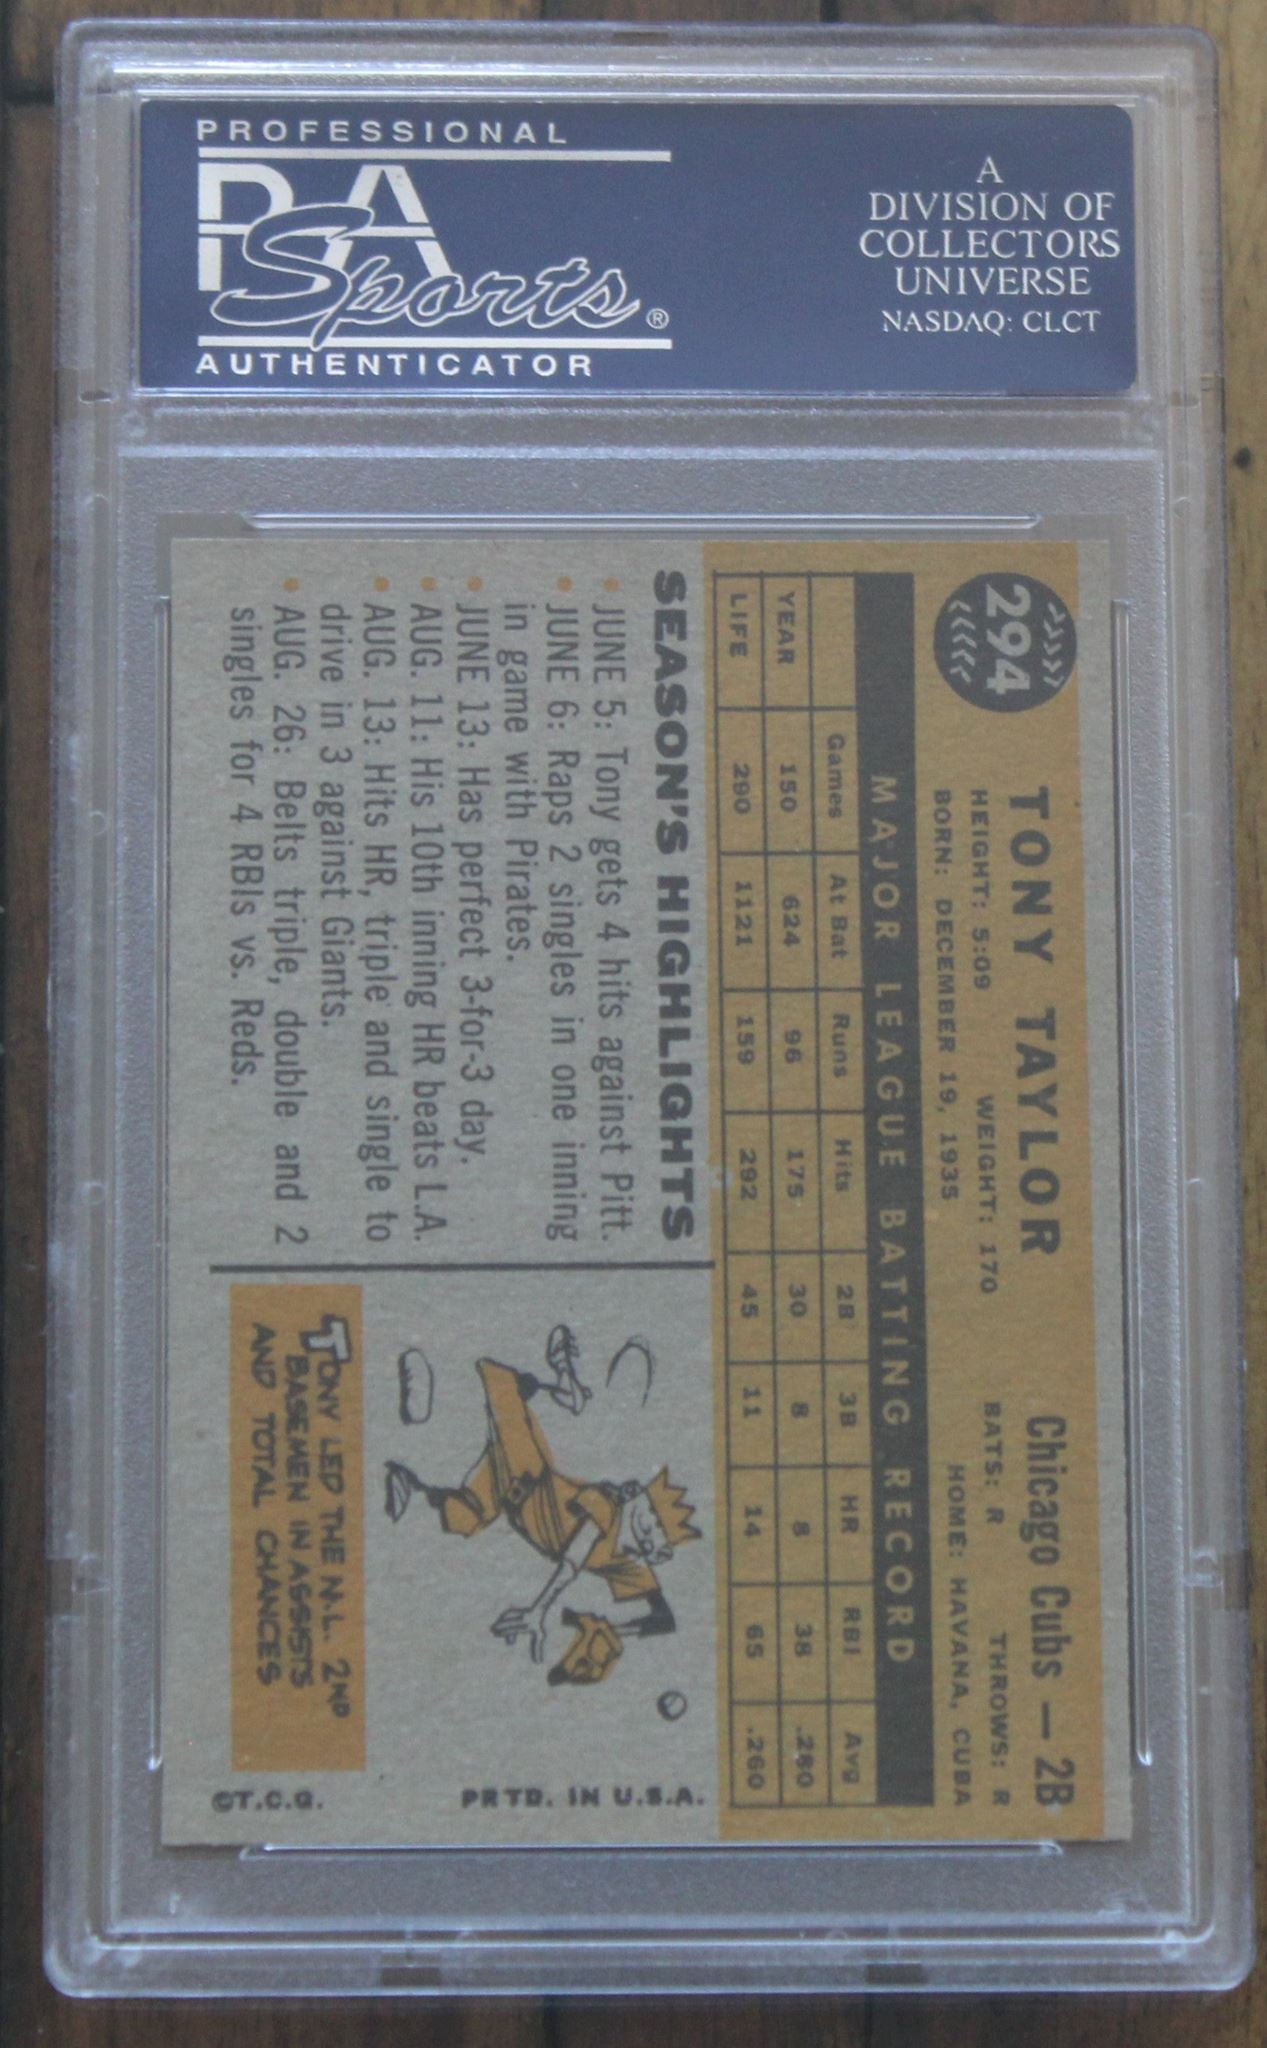 PROFESSIONAL
PSA
Sports®
AUTHENTICATOR
A
DIVISION OF
COLLECTORS
UNIVERSE
NASDAQ: CLCT
294
TONY TAYLOR
Chicago Cubs — 2B
HEIGHT: 5:09 WEIGHT: 170 BATS: R THROWS: R
BORN: DECEMBER 19, 1935 HOME: HAVANA, CUBA
MAJOR LEAGUE BATTING RECORD
Games At Bat Runs Hits 2B 3B HR RBI Avg
YEAR 150 624 96 175 30 8 8 38 .280
LIFE 290 1121 159 292 45 11 14 65 .260
SEASON'S HIGHLIGHTS
• JUNE 5: Tony gets 4 hits against Pitt.
• JUNE 6: Raps 2 singles in one inning
in game with Pirates.
• JUNE 13: Has perfect 3-for-3 day.
• AUG. 11: His 10th inning HR beats L.A.
• AUG. 13: Hits HR, triple and single to
drive in 3 against Giants.
• AUG. 26: Belts triple, double and 2
singles for 4 RBIs vs. Reds.
TONY LED THE N.L. 2ND
BASEMEN IN ASSISTS
AND TOTAL CHANCES
PRTD. IN U.S.A.
©T.C.G.